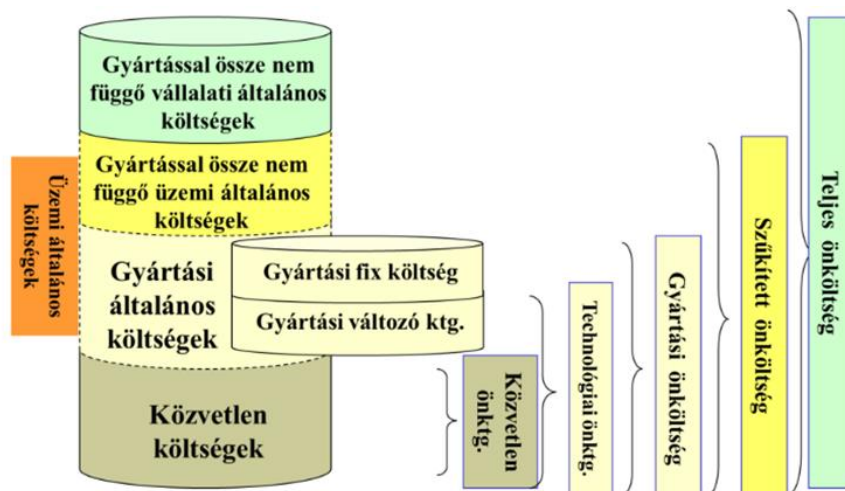 Gyártással össze nem
függő vállalati általános
költségek
Gyártással össze nem
függő üzemi általános
költségek
Üzemi általános
költségek
Gyártási
általános
költségek
Gyártási fix költség
Gyártási változó ktg.
Közvetlen
költségek
Közvetlen
önktg.
Technológiai önktg.
Gyártási önköltség
Szűkített önköltség
Teljes önköltség